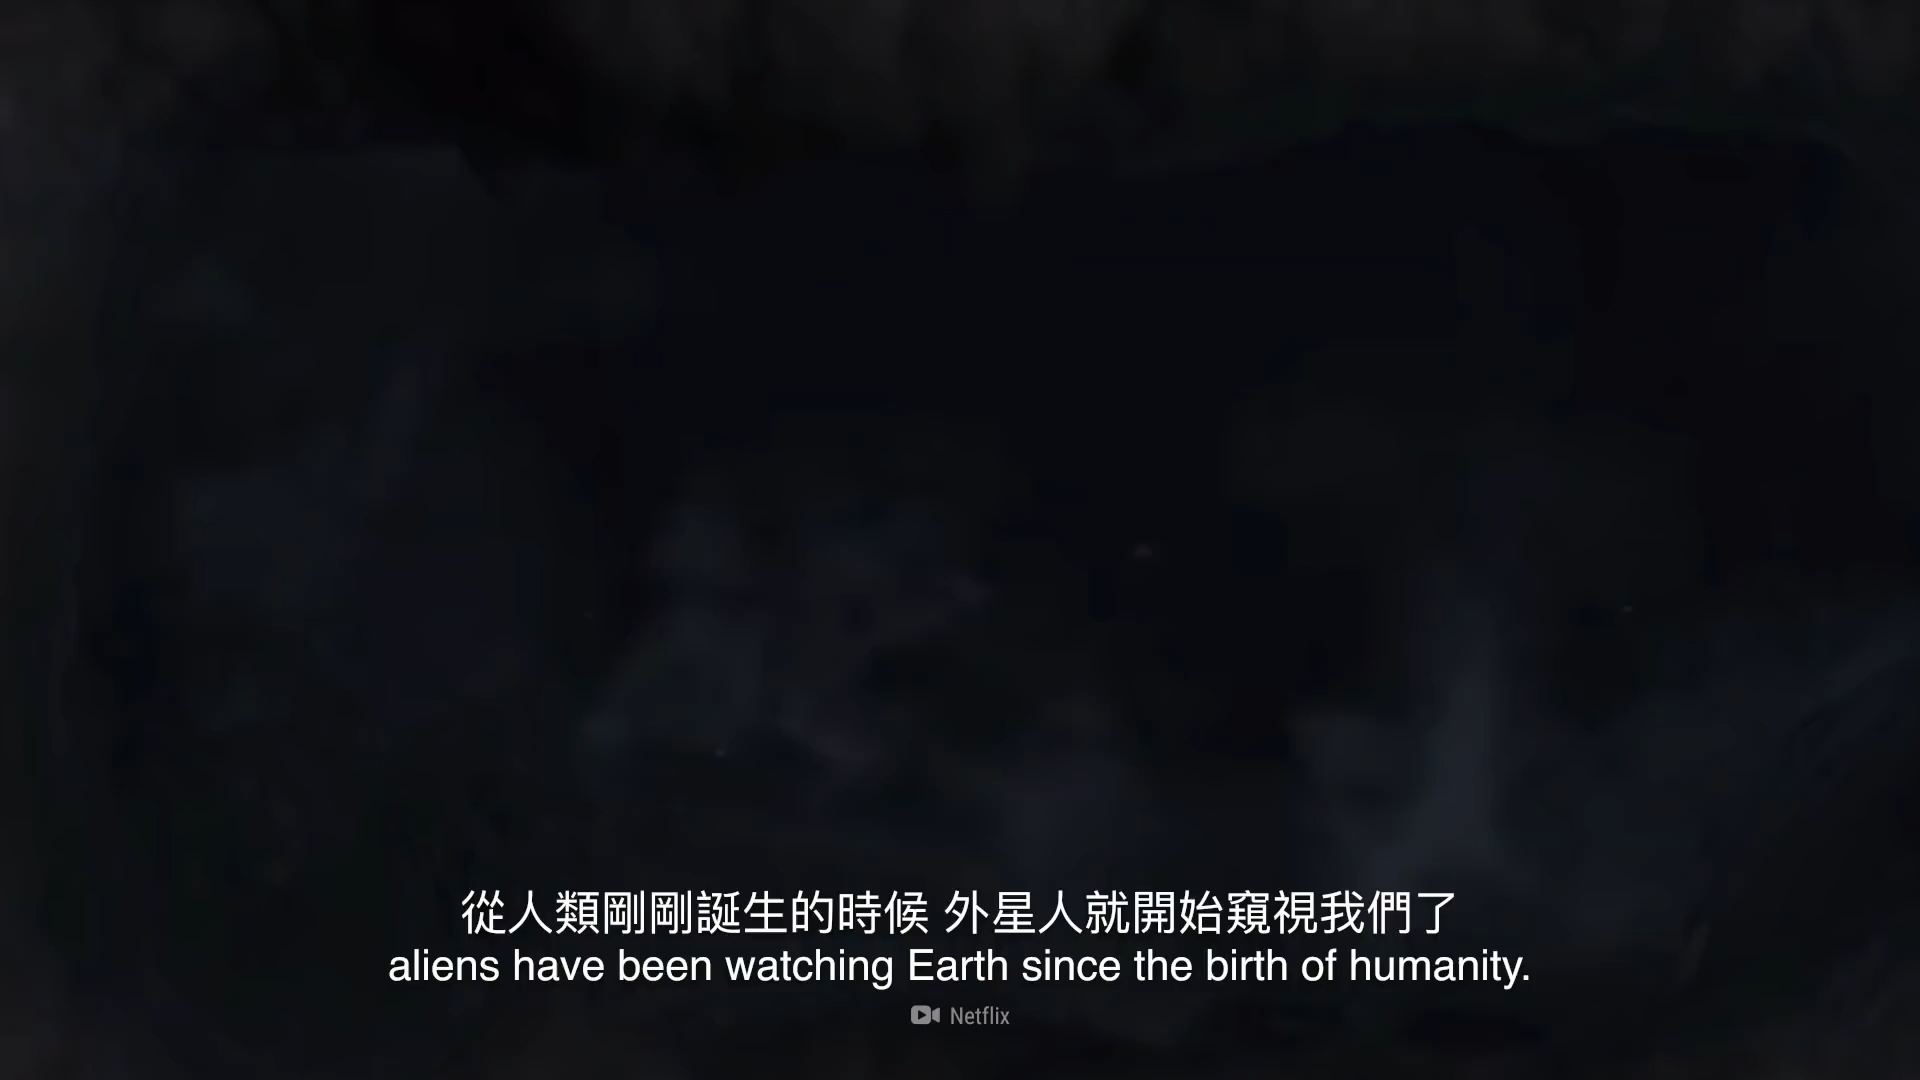 從人類剛剛誕生的時候 外星人就開始窺視我們了
aliens have been watching Earth since the birth of humanity.
Netflix